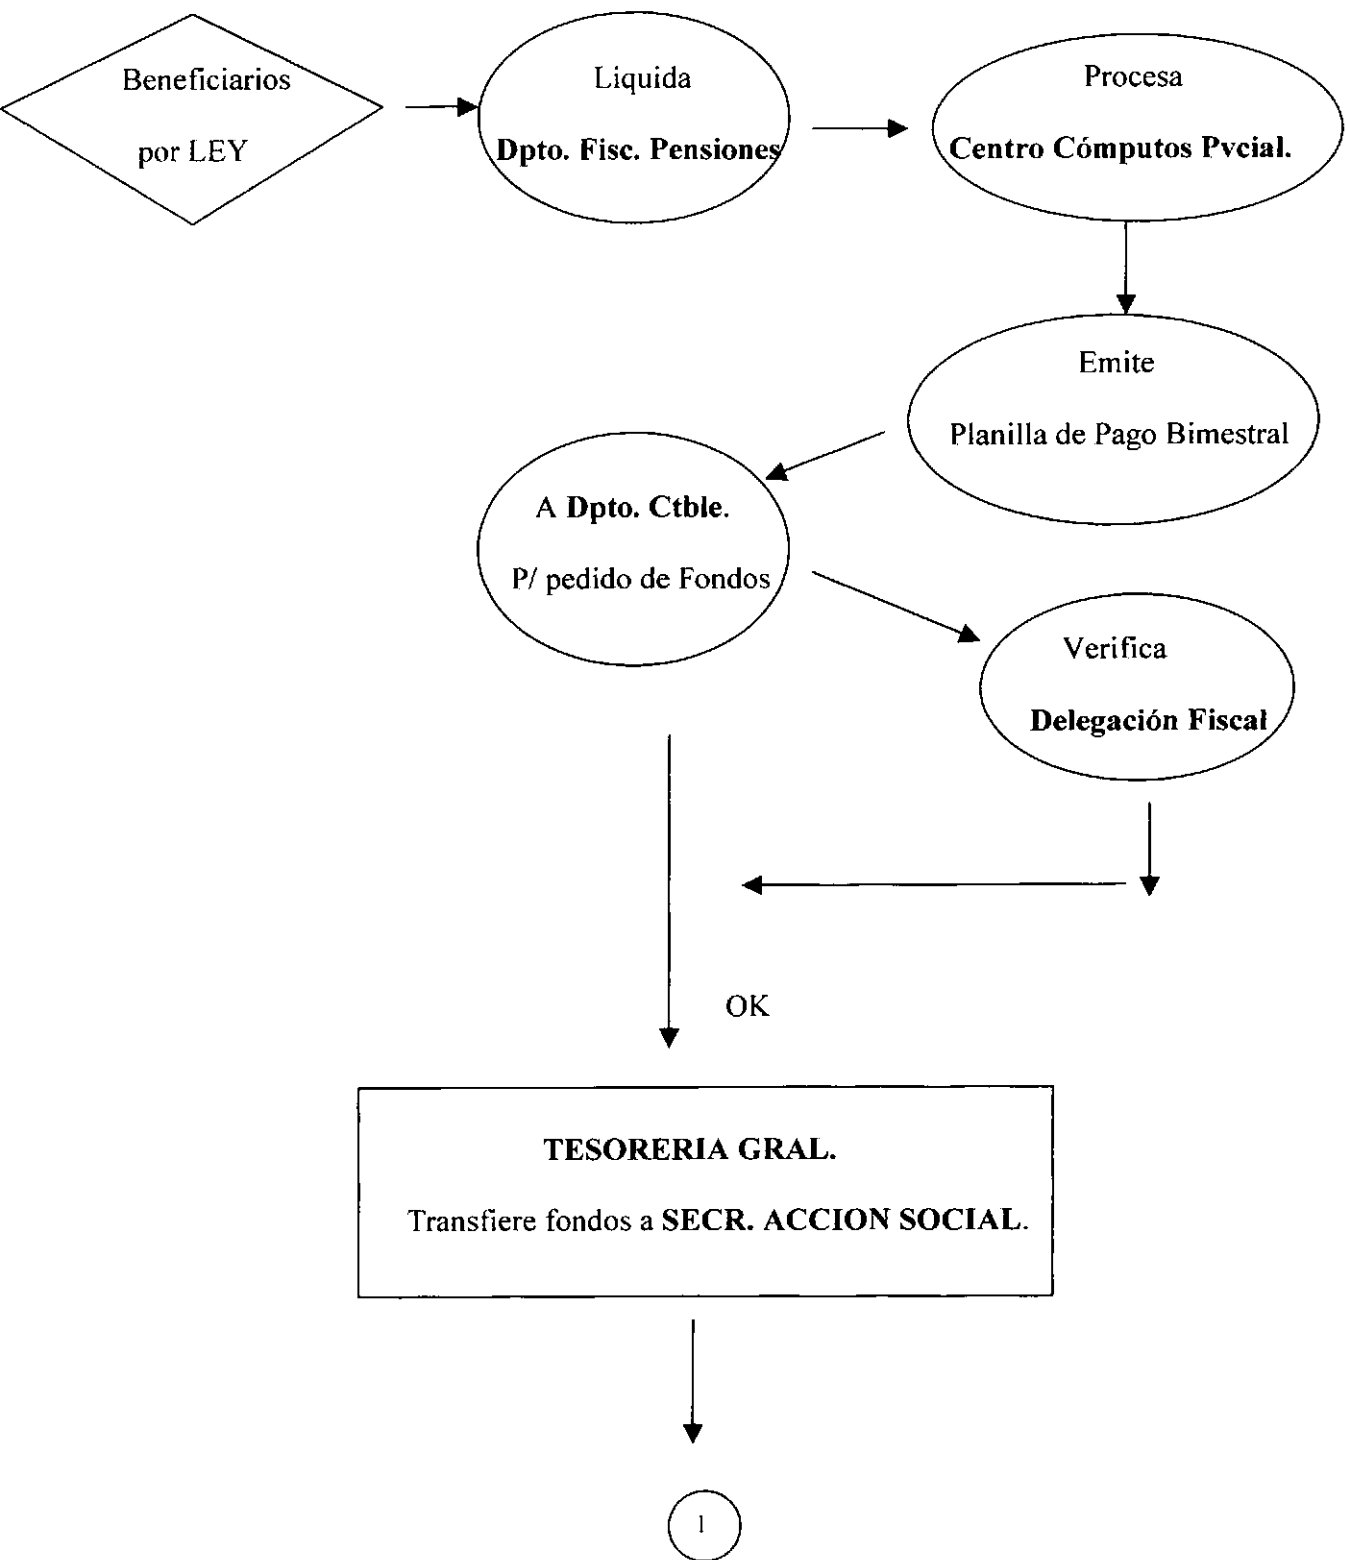 Beneficiarios
por LEY
Liquida
Dpto. Fisc. Pensiones
Procesa
Centro Cómputos Pvcial.
Emite
Planilla de Pago Bimestral
A Dpto. Ctble.
P/ pedido de Fondos
Verifica
Delegación Fiscal
OK
TESORERIA GRAL.
Transfiere fondos a SECR. ACCION SOCIAL.
1